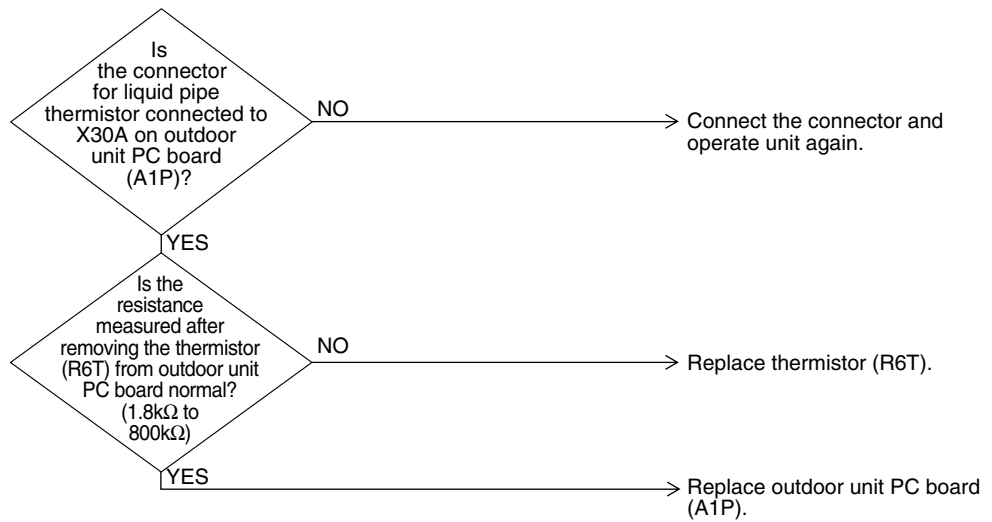 Is
the connector
for liquid pipe
thermistor connected to
X30A on outdoor
unit PC board
(A1P)?
NO
Connect the connector and
operate unit again.
YES
Is the
resistance
measured after
removing the thermistor
(R6T) from outdoor unit
PC board normal?
(1.8kΩ to
800kΩ)
NO
Replace thermistor (R6T).
YES
Replace outdoor unit PC board
(A1P).